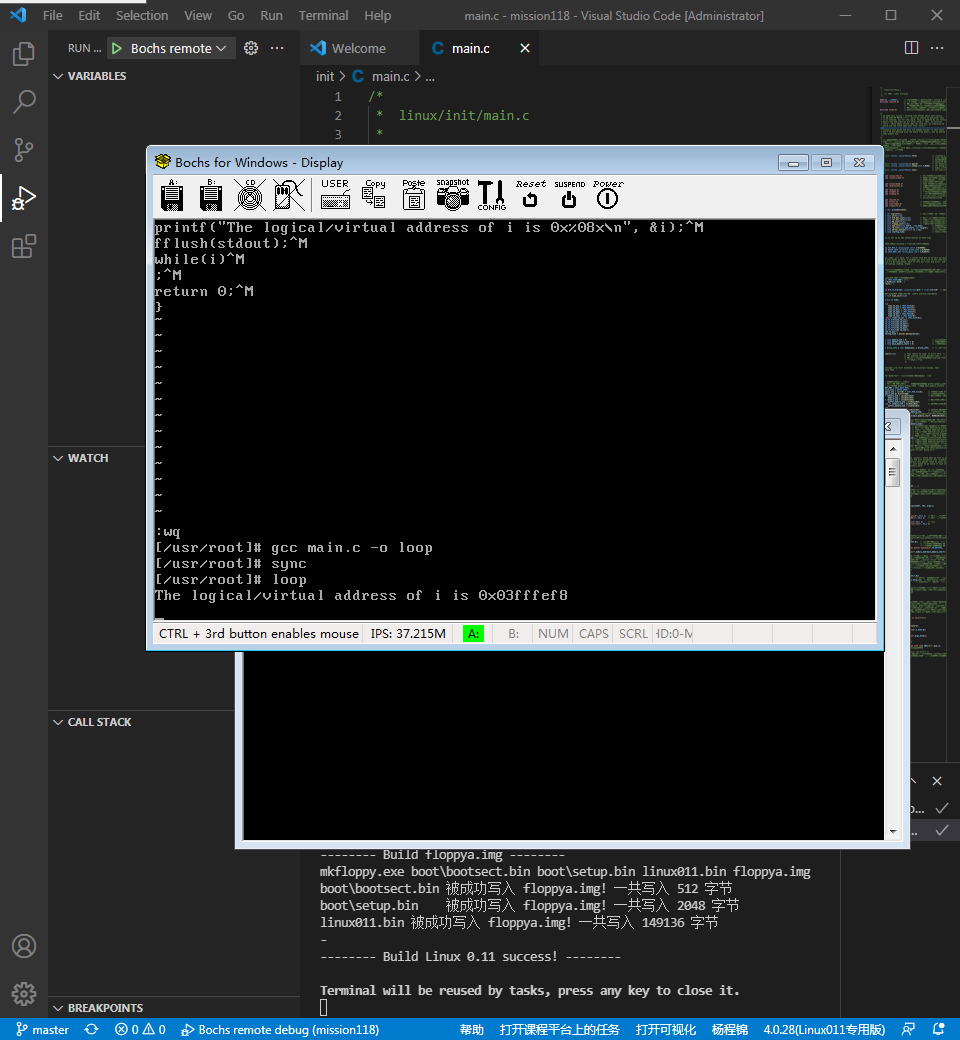 File Edit Selection View Go Run Terminal Help main.c - mission118 - Visual Studio Code [Administrator]
RUN ... Bochs remote ... Welcome main.c
VARIABLES
init > main.c > ...
1 /*
2 * linux/init/main.c
3 *
Bochs for Windows - Display
A: B: CD USER Copy Paste snapshot CONFIG Reset SUSPEND Power
printf("The logical/virtual address of i is 0x%08x\n", &i);^M
fflush(stdout);^M
while(i)^M
;^M
return 0;^M
}
~
~
~
~
~
~
~
~
~
~
~
~
~
:wq
[/usr/root]# gcc main.c -o loop
[/usr/root]# sync
[/usr/root]# loop
The logical/virtual address of i is 0x03fffef8
CTRL + 3rd button enables mouse IPS: 37.215M A: B: NUM CAPS SCRL HD:0-M
WATCH
CALL STACK
-------- Build floppya.img --------
mkfloppy.exe boot\bootsect.bin boot\setup.bin linux011.bin floppya.img
boot\bootsect.bin 被成功写入 floppya.img! 一共写入 512 字节
boot\setup.bin 被成功写入 floppya.img! 一共写入 2048 字节
linux011.bin 被成功写入 floppya.img! 一共写入 149136 字节
-
-------- Build Linux 0.11 success! --------
Terminal will be reused by tasks, press any key to close it.
BREAKPOINTS
master 0 0 Bochs remote debug (mission118) 帮助 打开课程平台上的任务 打开可视化 杨程锦 4.0.28(Linux011专用版)